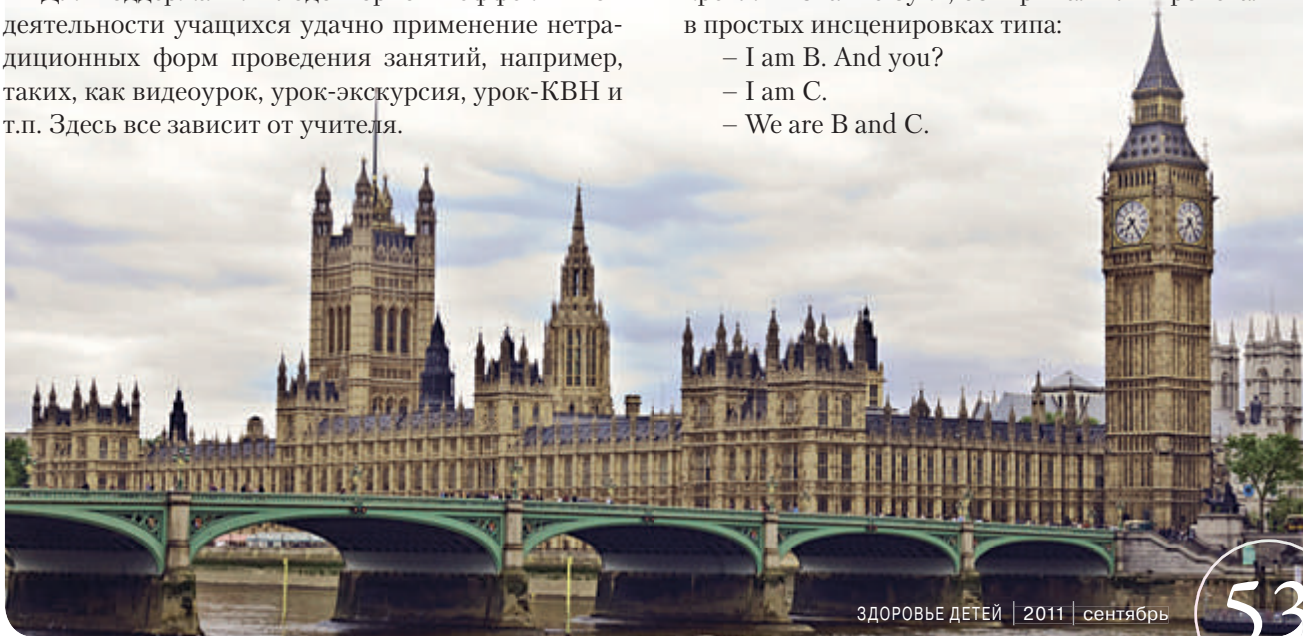 деятельности учащихся удачно применение нетра-
диционных форм проведения занятий, например,
таких, как видеоурок, урок-экскурсия, урок-КВН и
т.п. Здесь все зависит от учителя.
в простых инсценировках типа:
– I am B. And you?
– I am C.
– We are B and C.
ЗДОРОВЬЕ ДЕТЕЙ | 2011 | сентябрь
53